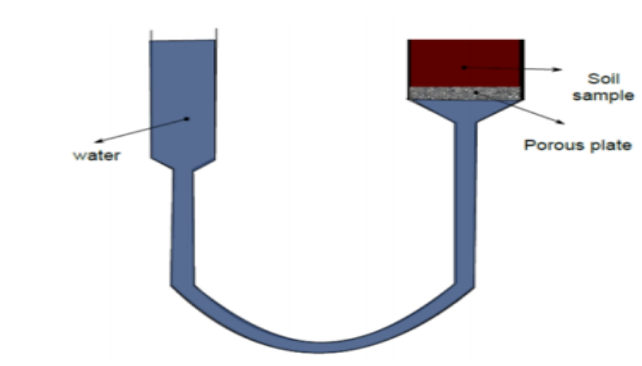 Soil
sample
Porous plate
water